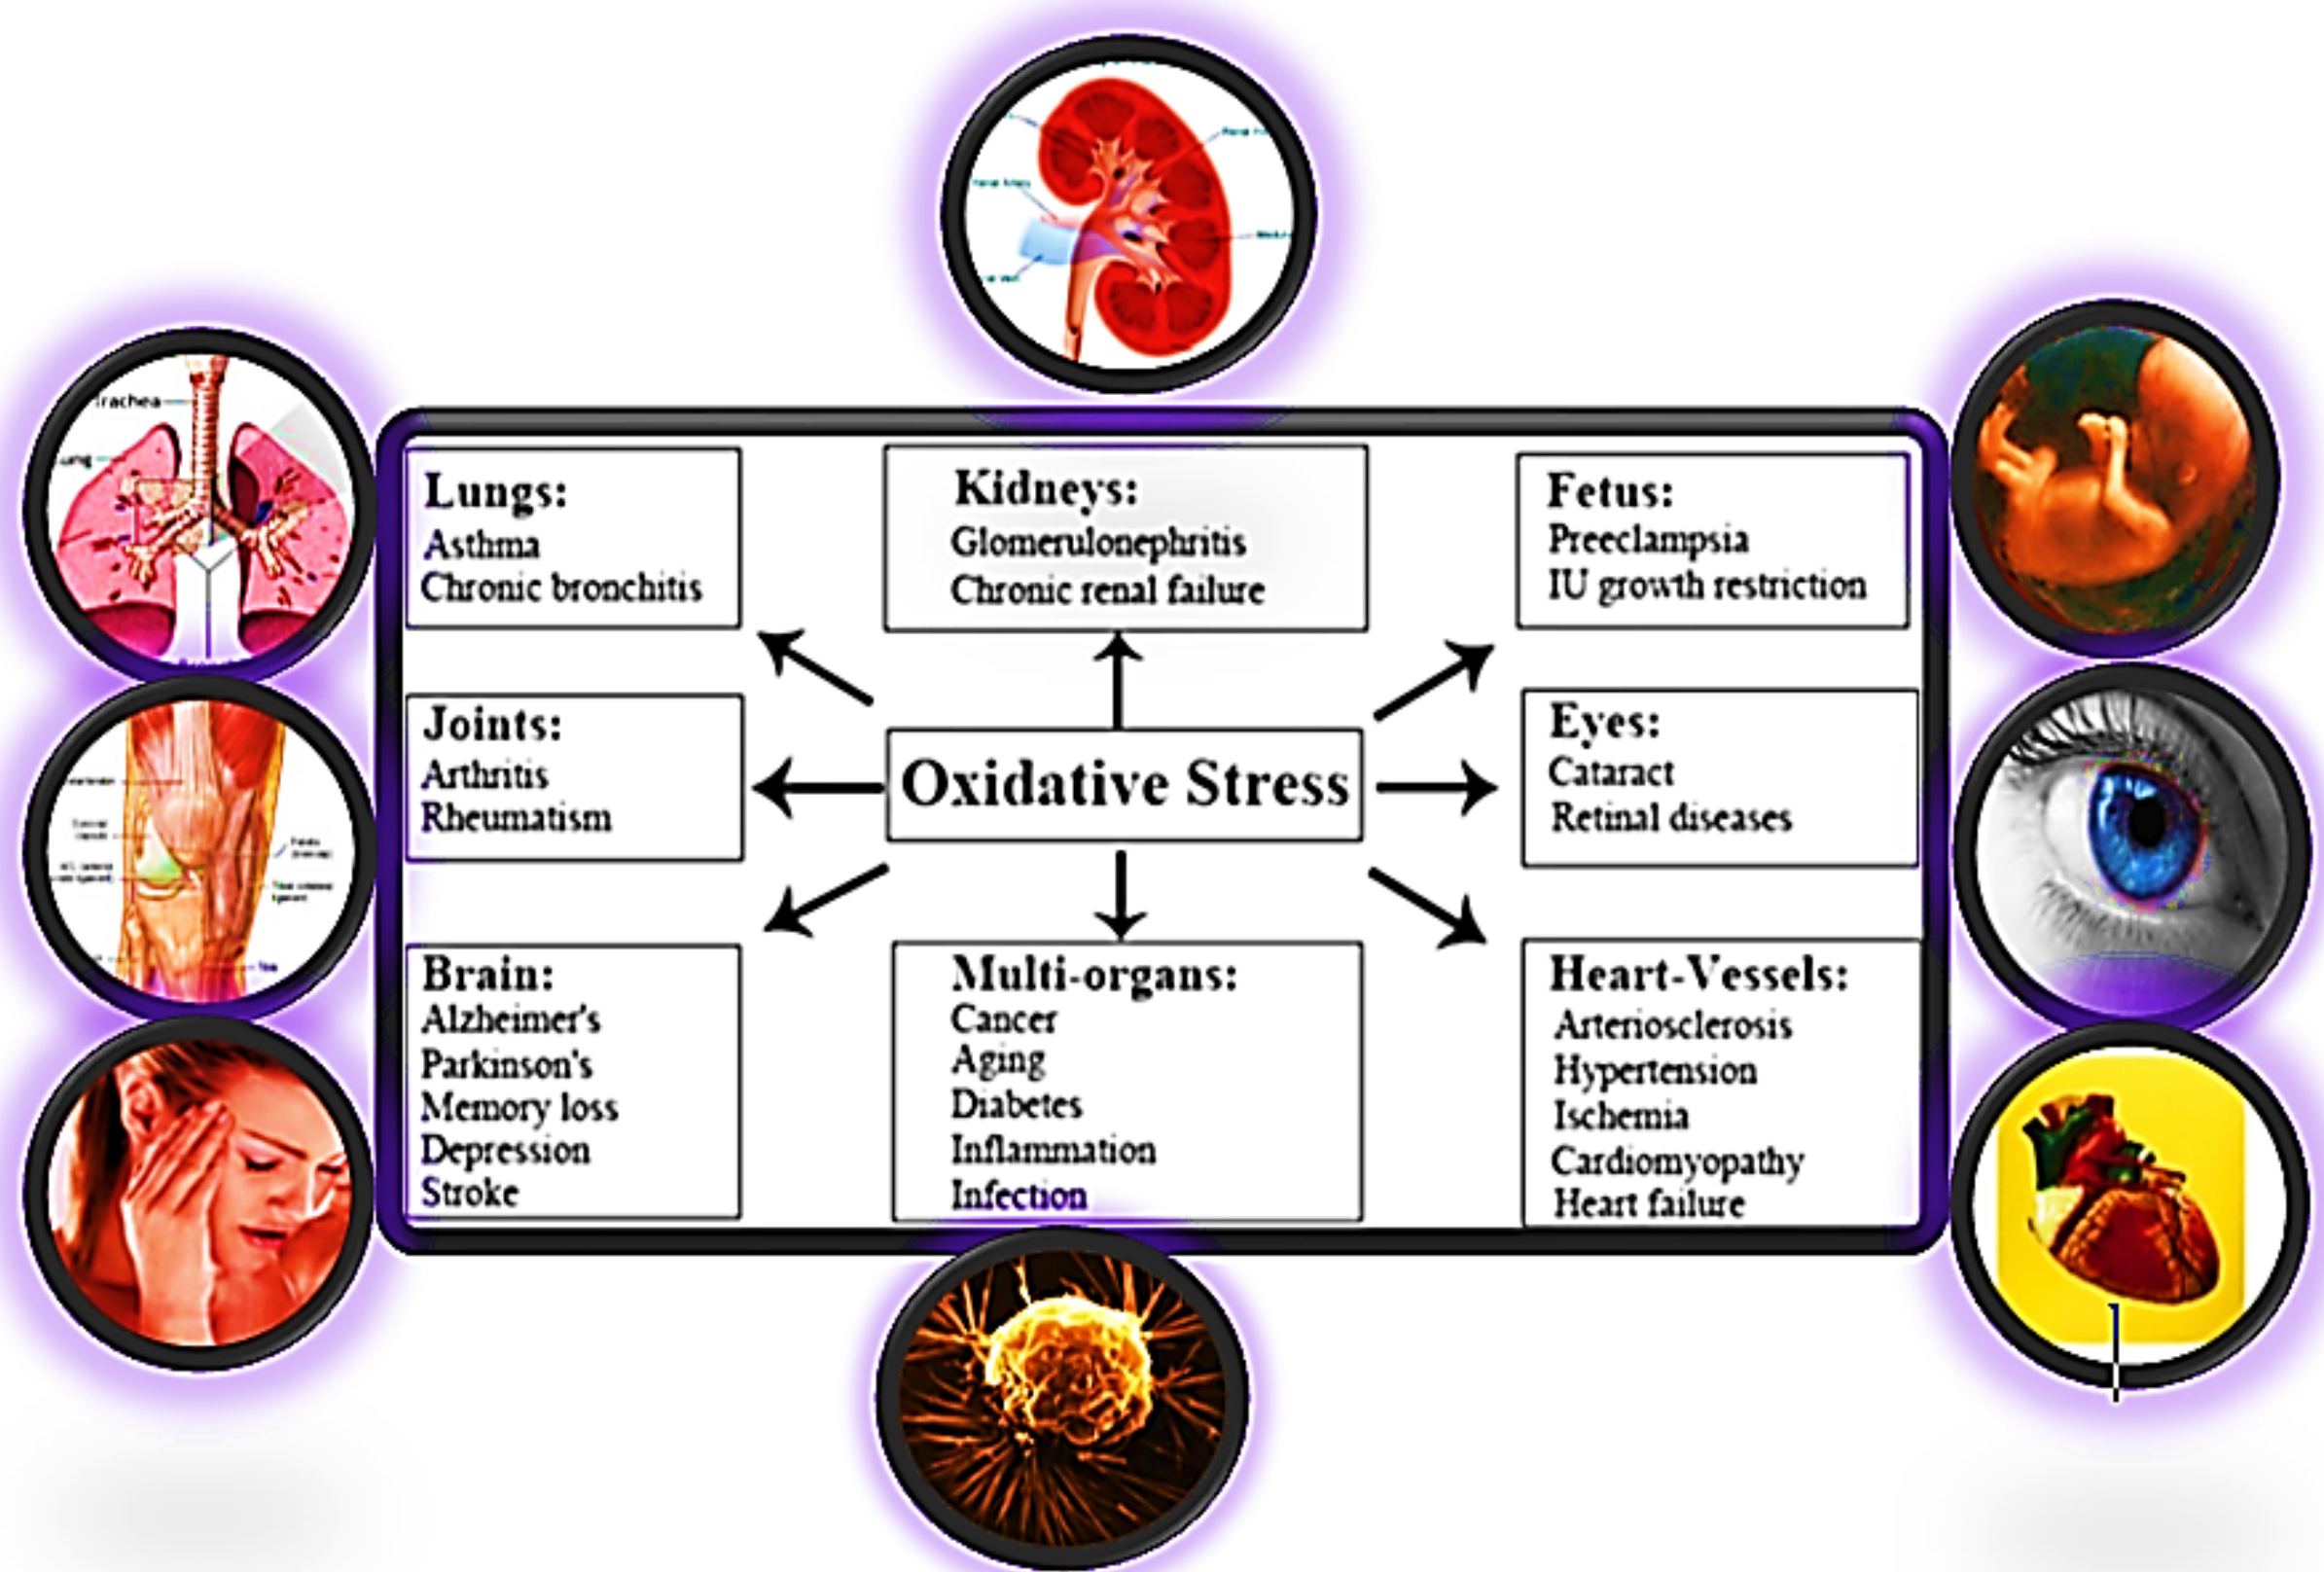 Trachea
Lungs:
Asthma
Chronic bronchitis
Kidneys:
Glomerulonephritis
Chronic renal failure
Fetus:
Preeclampsia
IU growth restriction
Joints:
Arthritis
Rheumatism
Oxidative Stress
Eyes:
Cataract
Retinal diseases
Brain:
Alzheimer's
Parkinson's
Memory loss
Depression
Stroke
Multi-organs:
Cancer
Aging
Diabetes
Inflammation
Infection
Heart-Vessels:
Arteriosclerosis
Hypertension
Ischemia
Cardiomyopathy
Heart failure